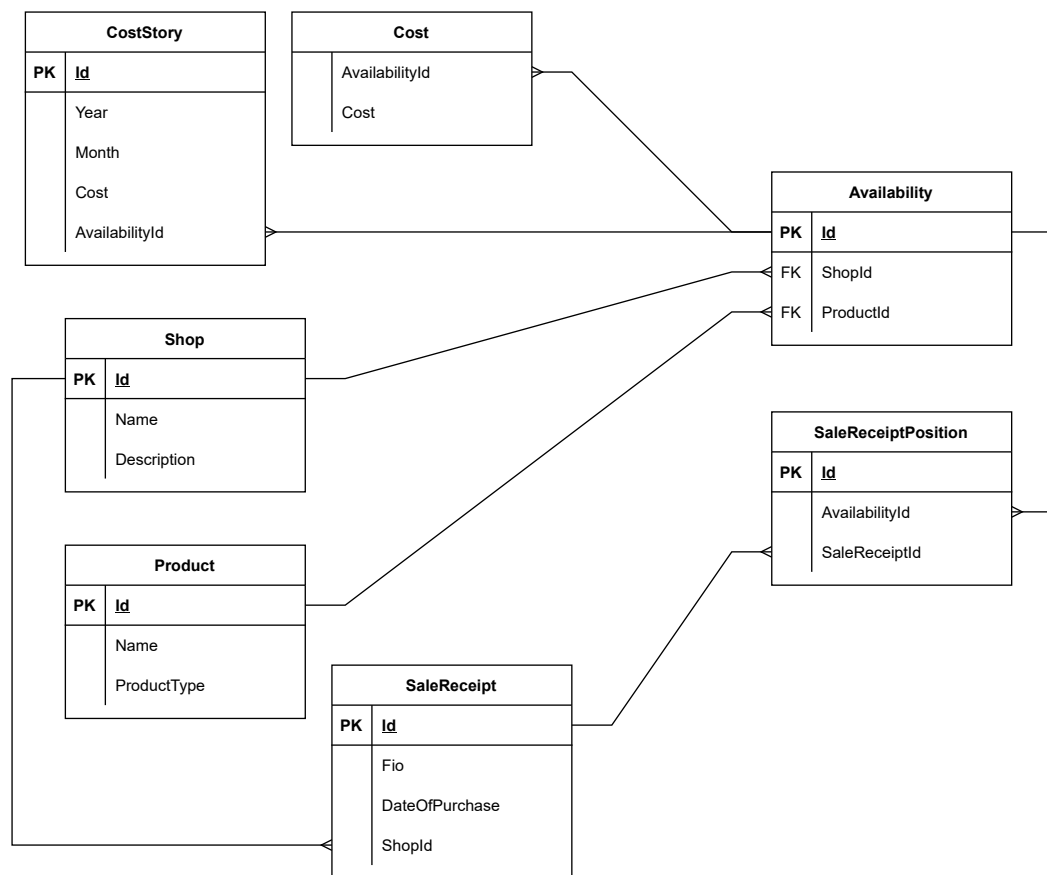 CostStory
PK Id
Year
Month
Cost
AvailabilityId
Cost
AvailabilityId
Cost
Availability
PK Id
FK ShopId
FK ProductId
Shop
PK Id
Name
Description
SaleReceiptPosition
PK Id
AvailabilityId
SaleReceiptId
Product
PK Id
Name
ProductType
SaleReceipt
PK Id
Fio
DateOfPurchase
ShopId